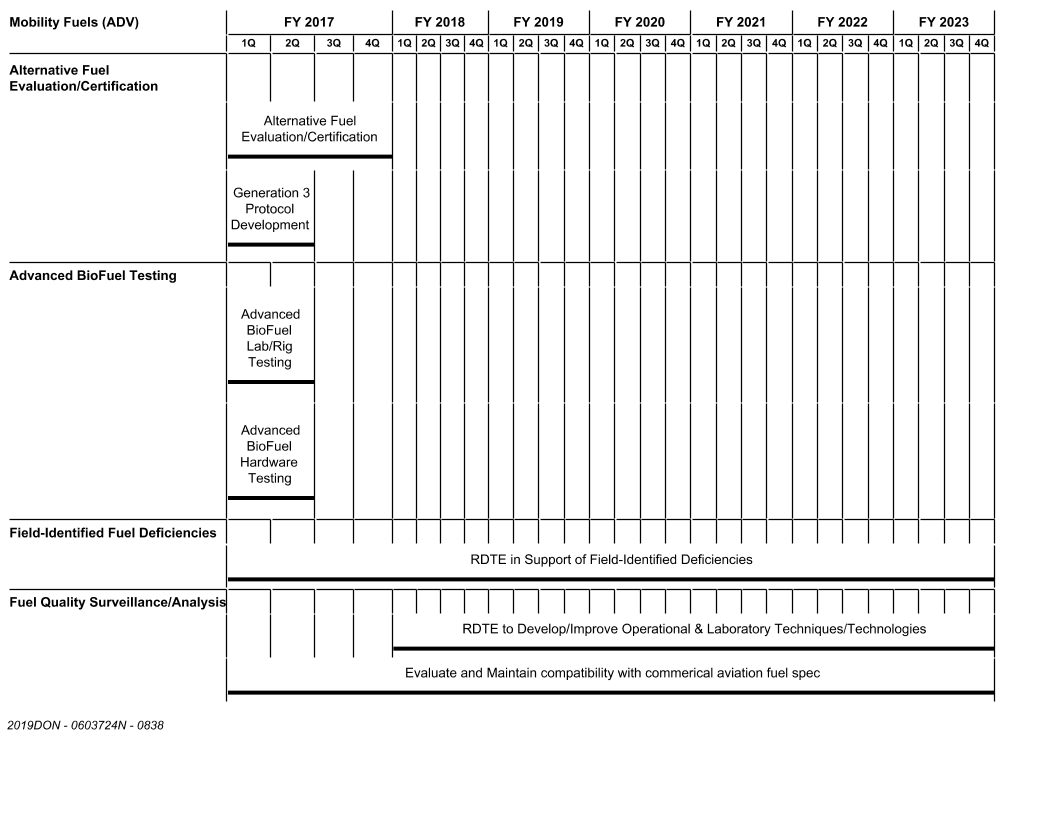 Mobility Fuels (ADV) FY 2017 FY 2018 FY 2019 FY 2020 FY 2021 FY 2022 FY 2023
1Q 2Q 3Q 4Q 1Q 2Q 3Q 4Q 1Q 2Q 3Q 4Q 1Q 2Q 3Q 4Q 1Q 2Q 3Q 4Q 1Q 2Q 3Q 4Q 1Q 2Q 3Q 4Q
Alternative Fuel
Evaluation/Certification
Alternative Fuel
Evaluation/Certification
Generation 3
Protocol
Development
Advanced BioFuel Testing
Advanced
BioFuel
Lab/Rig
Testing
Advanced
BioFuel
Hardware
Testing
Field-Identified Fuel Deficiencies
RDTE in Support of Field-Identified Deficiencies
Fuel Quality Surveillance/Analysis
RDTE to Develop/Improve Operational & Laboratory Techniques/Technologies
Evaluate and Maintain compatibility with commerical aviation fuel spec
2019DON - 0603724N - 0838